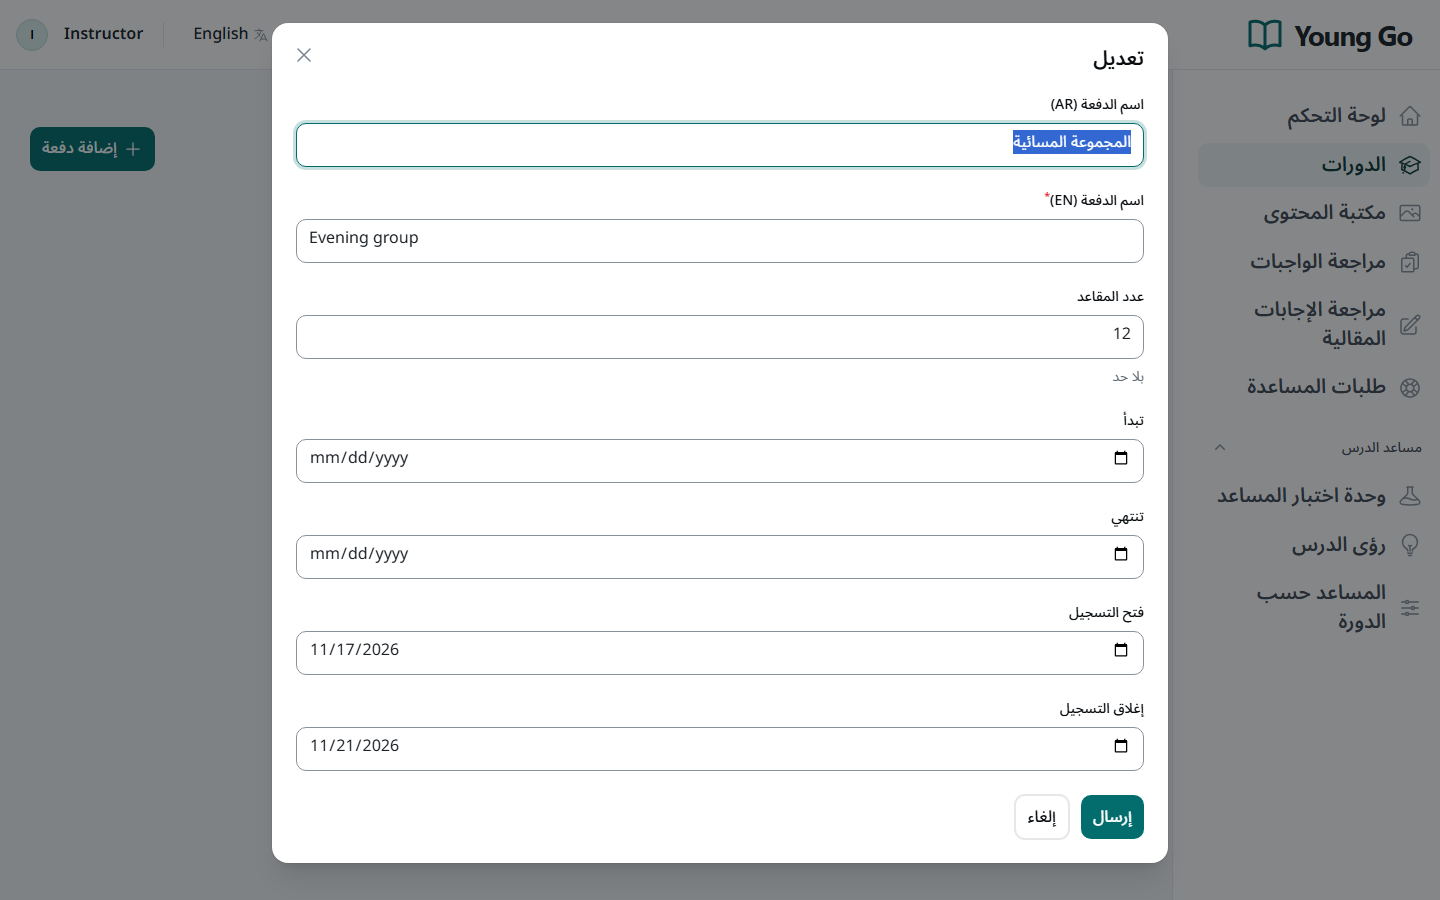 Young Go
English
Instructor
I
لوحة التحكم
الدورات
مكتبة المحتوى
مراجعة الواجبات
مراجعة الإجابات
المقالية
طلبات المساعدة
مساعد الدرس
وحدة اختبار المساعد
رؤى الدرس
المساعد حسب
الدورة
إضافة دفعة
تعديل
اسم الدفعة (AR)
المجموعة المسائية
اسم الدفعة (EN)*
Evening group
عدد المقاعد
12
بلا حد
تبدأ
mm/dd/yyyy
تنتهي
mm/dd/yyyy
فتح التسجيل
11/17/2026
إغلاق التسجيل
11/21/2026
إرسال
إلغاء